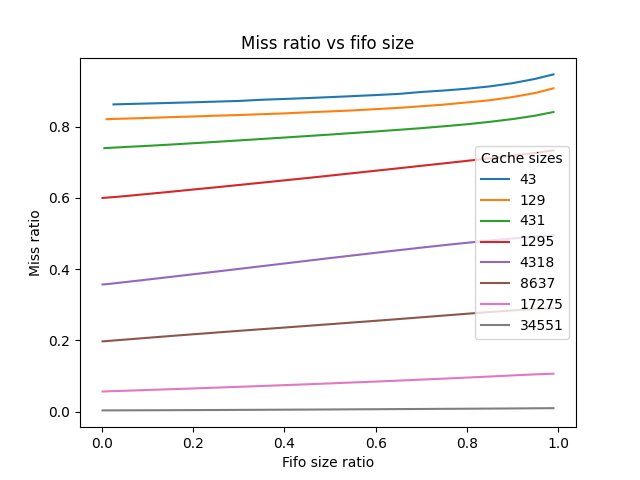 Miss ratio vs fifo size
Miss ratio
0.8
0.6
0.4
0.2
0.0
Cache sizes
43
129
431
1295
4318
8637
17275
34551
0.0 0.2 0.4 0.6 0.8 1.0
Fifo size ratio